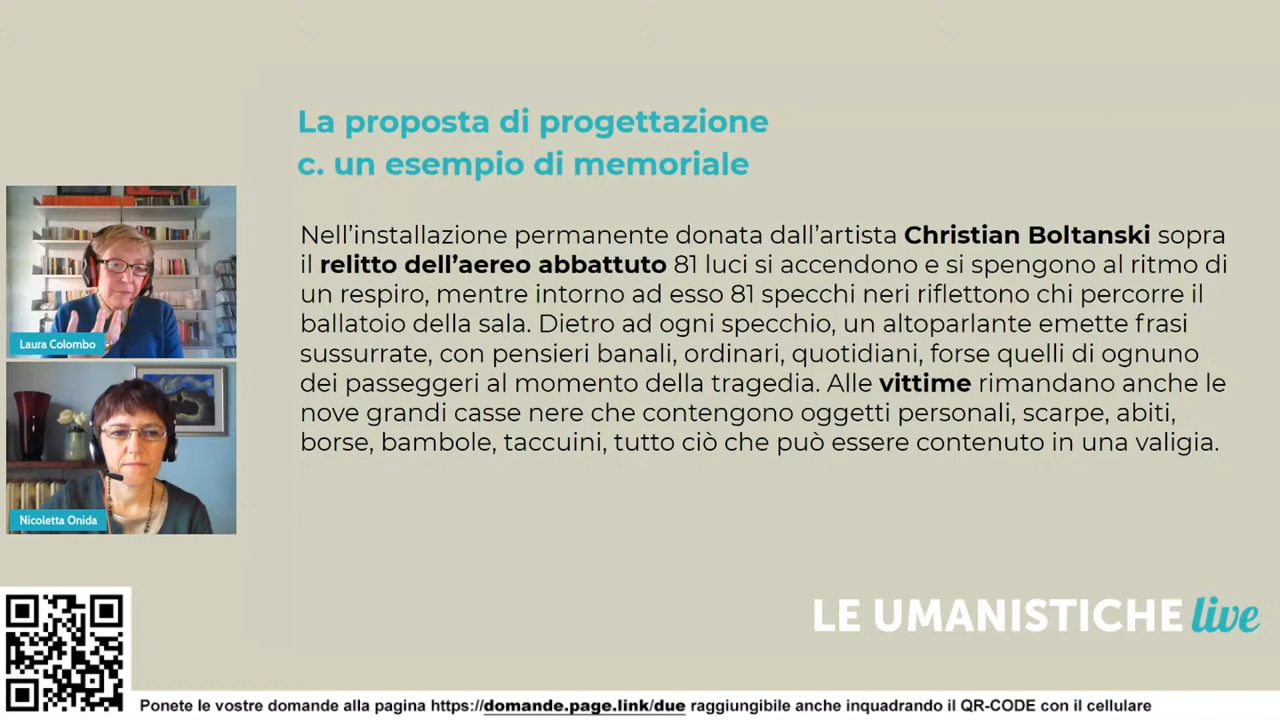 La proposta di progettazione
c. un esempio di memoriale
Nell’installazione permanente donata dall’artista Christian Boltanski sopra
il relitto dell’aereo abbattuto 81 luci si accendono e si spengono al ritmo di
un respiro, mentre intorno ad esso 81 specchi neri riflettono chi percorre il
ballatoio della sala. Dietro ad ogni specchio, un altoparlante emette frasi
sussurrate, con pensieri banali, ordinari, quotidiani, forse quelli di ognuno
dei passeggeri al momento della tragedia. Alle vittime rimandano anche le
nove grandi casse nere che contengono oggetti personali, scarpe, abiti,
borse, bambole, taccuini, tutto ciò che può essere contenuto in una valigia.
Laura Colombo
Nicoletta Onida
LE UMANISTICHE live
Ponete le vostre domande alla pagina https://domande.page.link/due raggiungibile anche inquadrando il QR-CODE con il cellulare